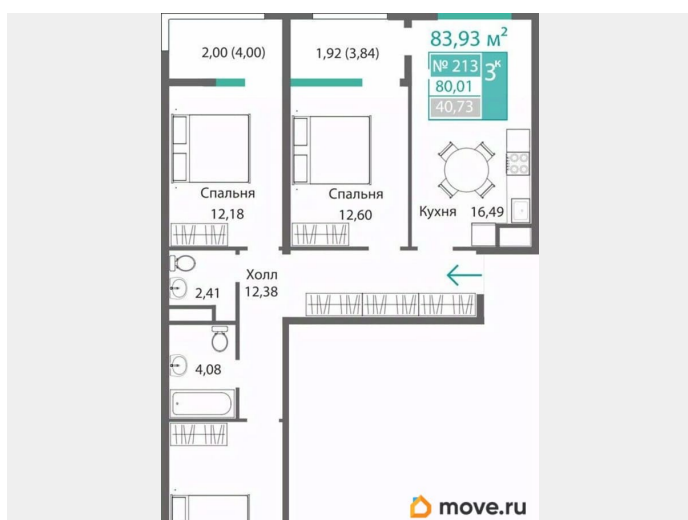 2,00 (4,00)
1,92 (3,84)
83,93 м²
№ 213
3к
80,01
40,73
Спальня
12,18
Спальня
12,60
Кухня 16,49
Холл
12,38
2,41
4,08
move.ru